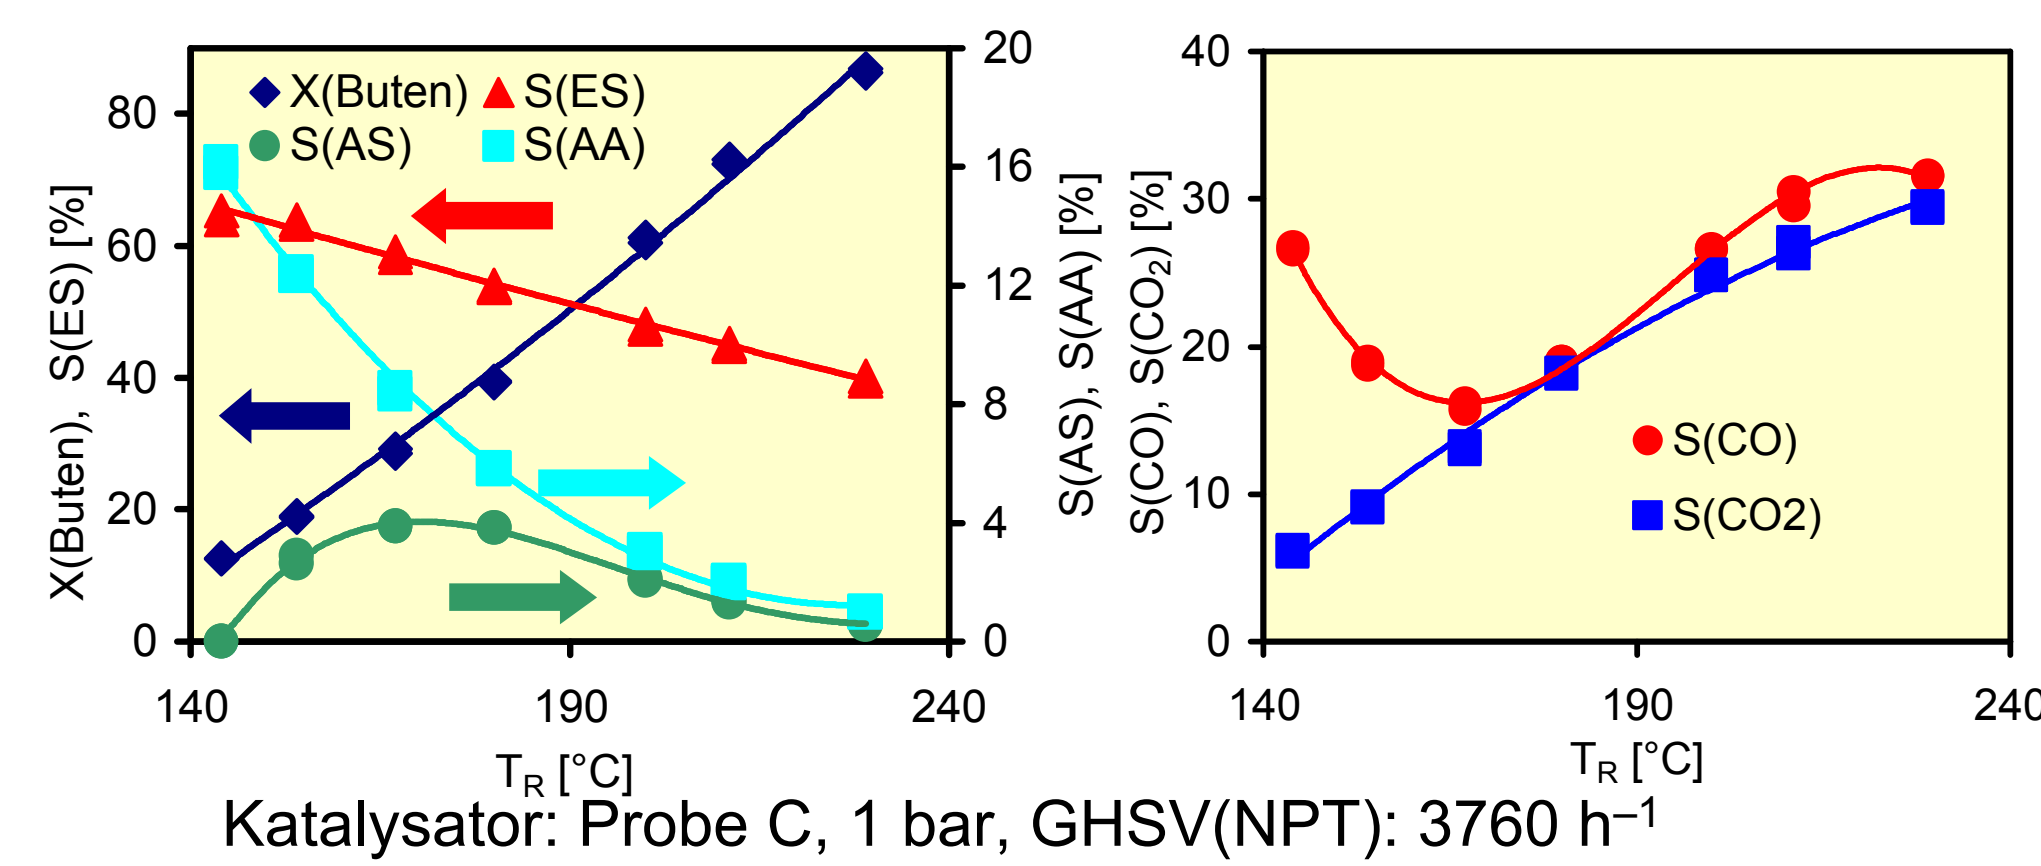 X(Buten) S(ES)
S(AS) S(AA)
X(Buten), S(ES) [%]
80
60
40
20
0
20
16
12
8
4
0
S(AS), S(AA) [%]
140 190 240
T_R [°C]
S(CO), S(CO₂) [%]
40
30
20
10
0
S(CO)
S(CO2)
140 190 240
T_R [°C]
Katalysator: Probe C, 1 bar, GHSV(NPT): 3760 h⁻¹